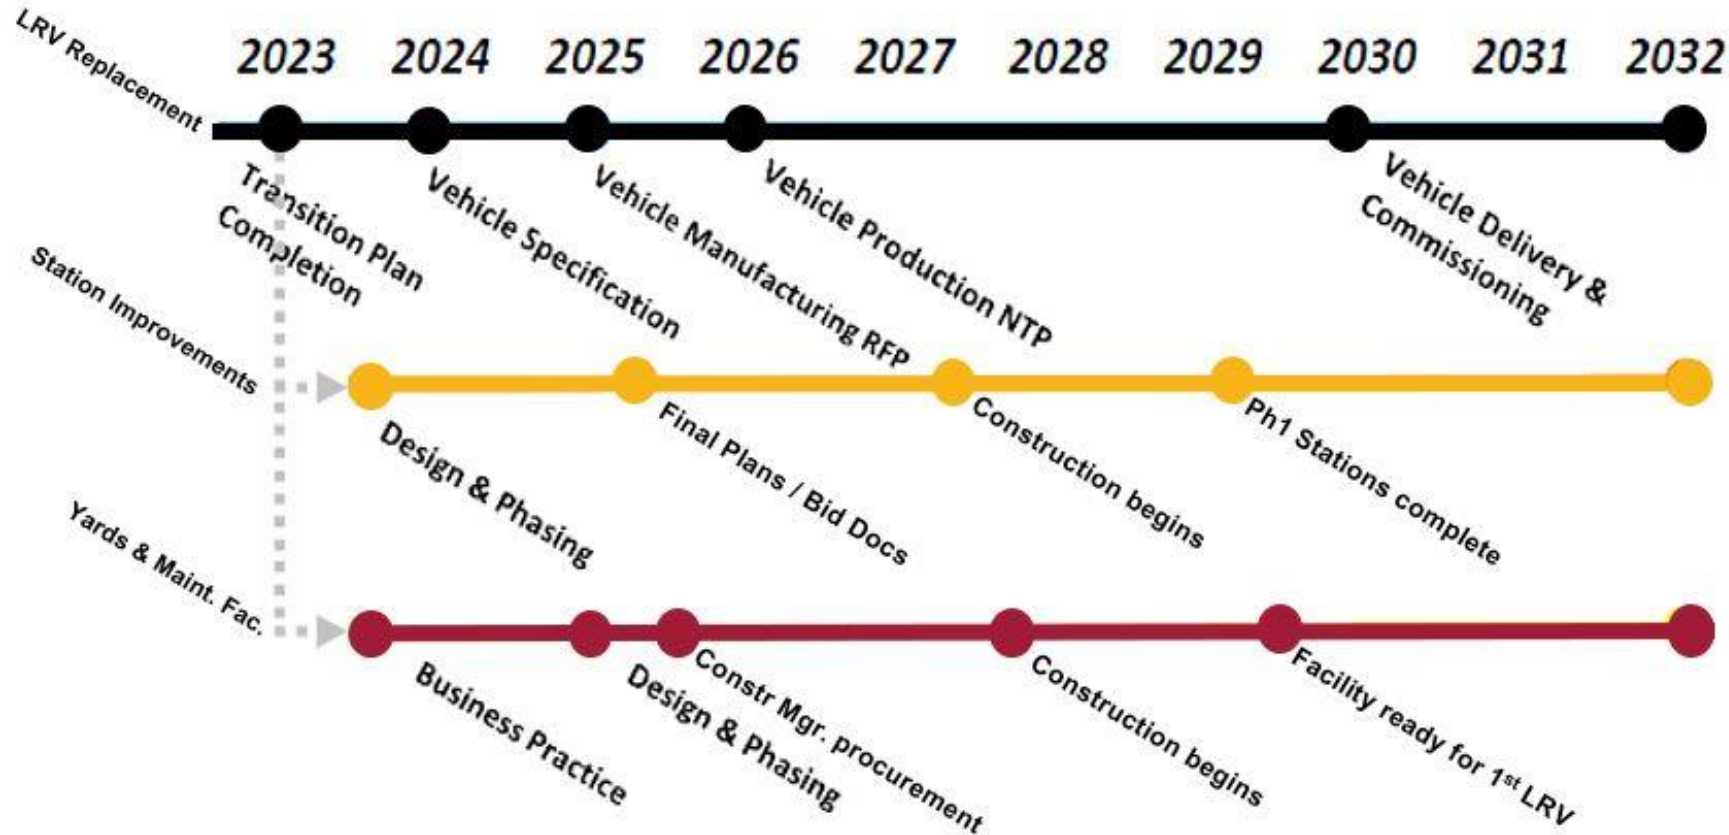 LRV Replacement
2023 2024 2025 2026 2027 2028 2029 2030 2031 2032
Transition Plan
Completion
Vehicle Specification
Vehicle Manufacturing RFP
Vehicle Production NTP
Vehicle Delivery &
Commissioning
Station Improvements
Design & Phasing
Final Plans / Bid Docs
Construction begins
Ph1 Stations complete
Yards & Maint. Fac.
Business Practice
Design & Phasing
Constr Mgr. procurement
Construction begins
Facility ready for 1st LRV